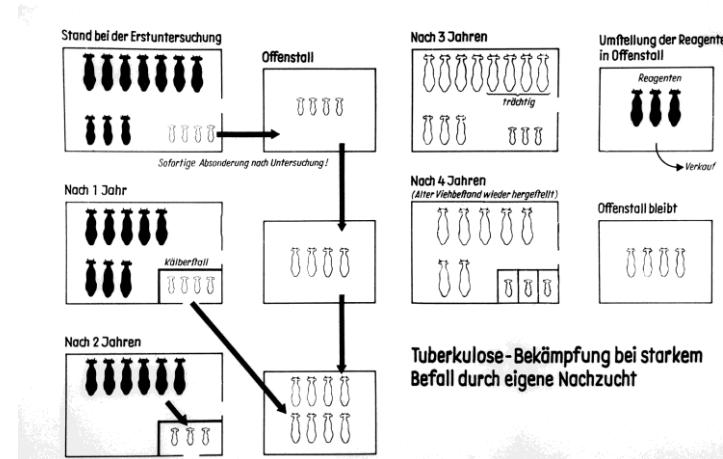 Stand bei der Erstuntersuchung
Offenstall
Sofortige Absonderung nach Untersuchung!
Nach 1 Jahr
Kälberstall
Nach 2 Jahren
Nach 3 Jahren
trächtig
Umstellung der Reagente
in Offenstall
Reagenten
Verkauf
Nach 4 Jahren
(Alter Viehbestand wieder hergestellt)
Offenstall bleibt
Tuberkulose-Bekämpfung bei starkem
Befall durch eigene Nachzucht